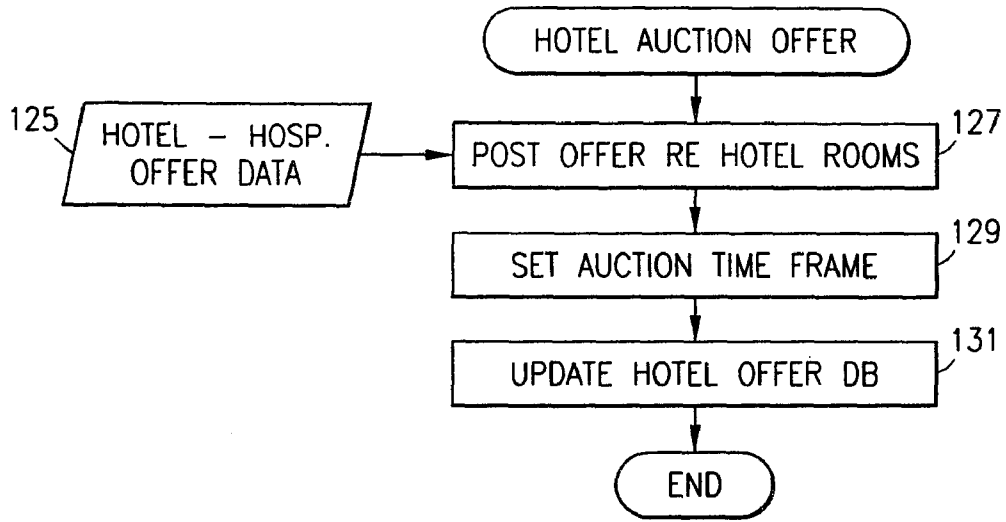 HOTEL AUCTION OFFER
125
HOTEL – HOSP.
OFFER DATA
127
POST OFFER RE HOTEL ROOMS
129
SET AUCTION TIME FRAME
131
UPDATE HOTEL OFFER DB
END